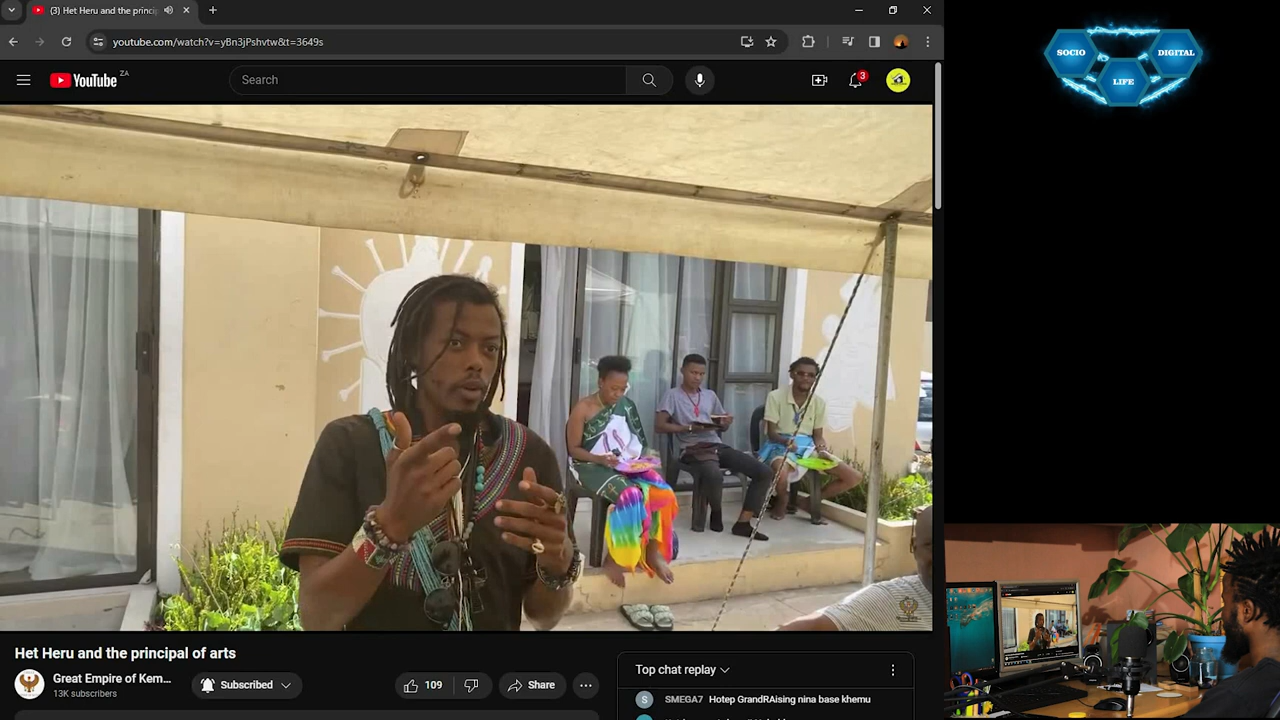 (3) Het Heru and the princip
youtube.com/watch?v=yBn3jPshvtw&t=3649s
YouTube ZA
Search
3
SOCIO
DIGITAL
LIFE
Het Heru and the principal of arts
Great Empire of Kem...
13K subscribers
Subscribed
109
Share
Top chat replay
S
SMEGA7 Hotep GrandRAising nina base khemu